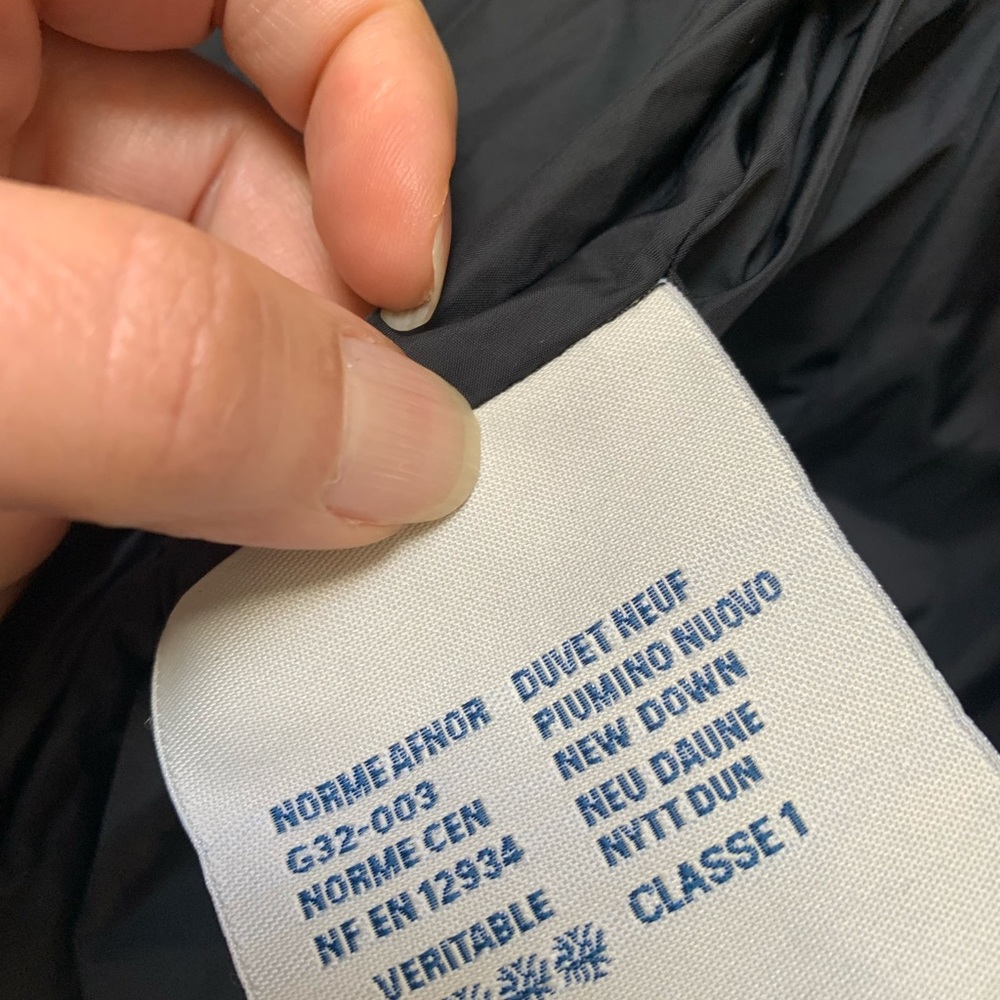 NORME AFNOR
G32-003
NORME CEN
NF EN 12934
DUVET NEUF
PIUMINO NUOVO
NEW DOWN
NEU DAUNE
NYTT DUN
VERITABLE
CLASSE 1